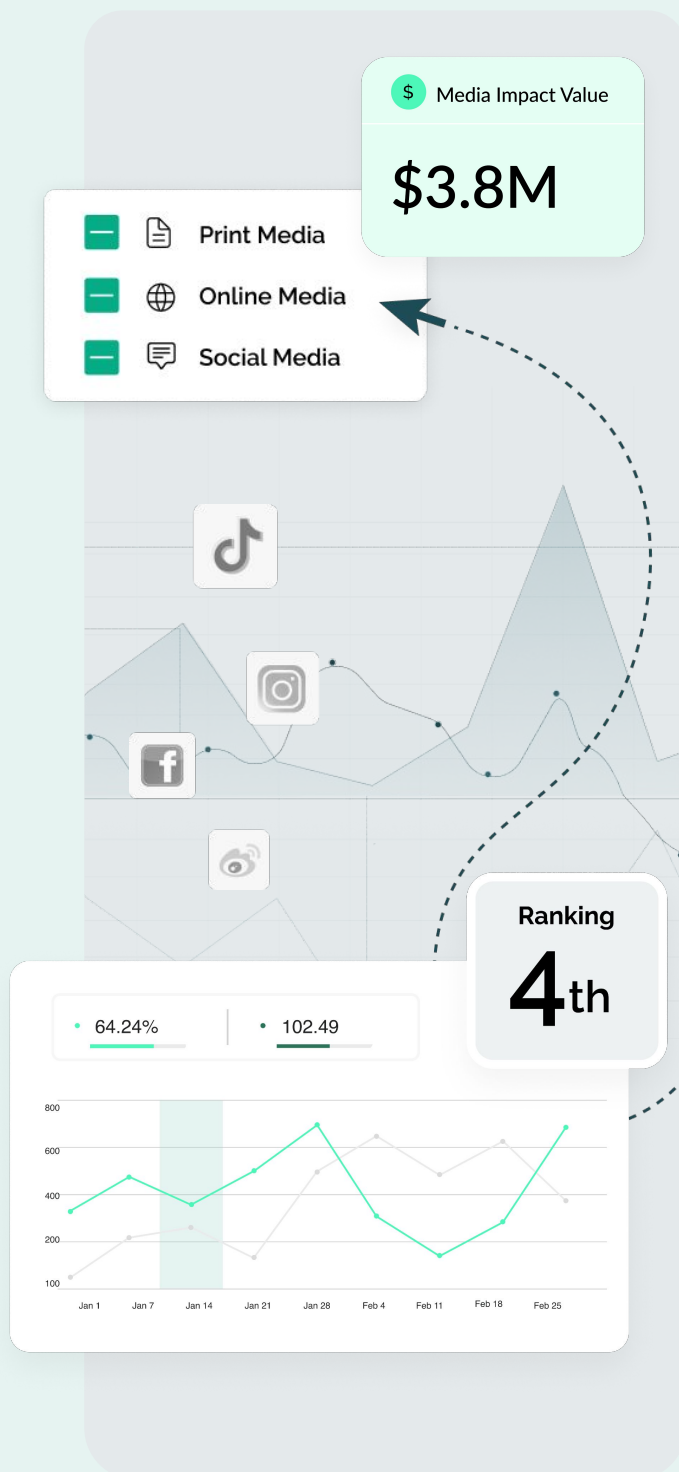 $ Media Impact Value
$3.8M
Print Media
Online Media
Social Media
Ranking
4th
64.24%
102.49
800
600
400
200
100
Jan 1 Jan 7 Jan 14 Jan 21 Jan 28 Feb 4 Feb 11 Feb 18 Feb 25